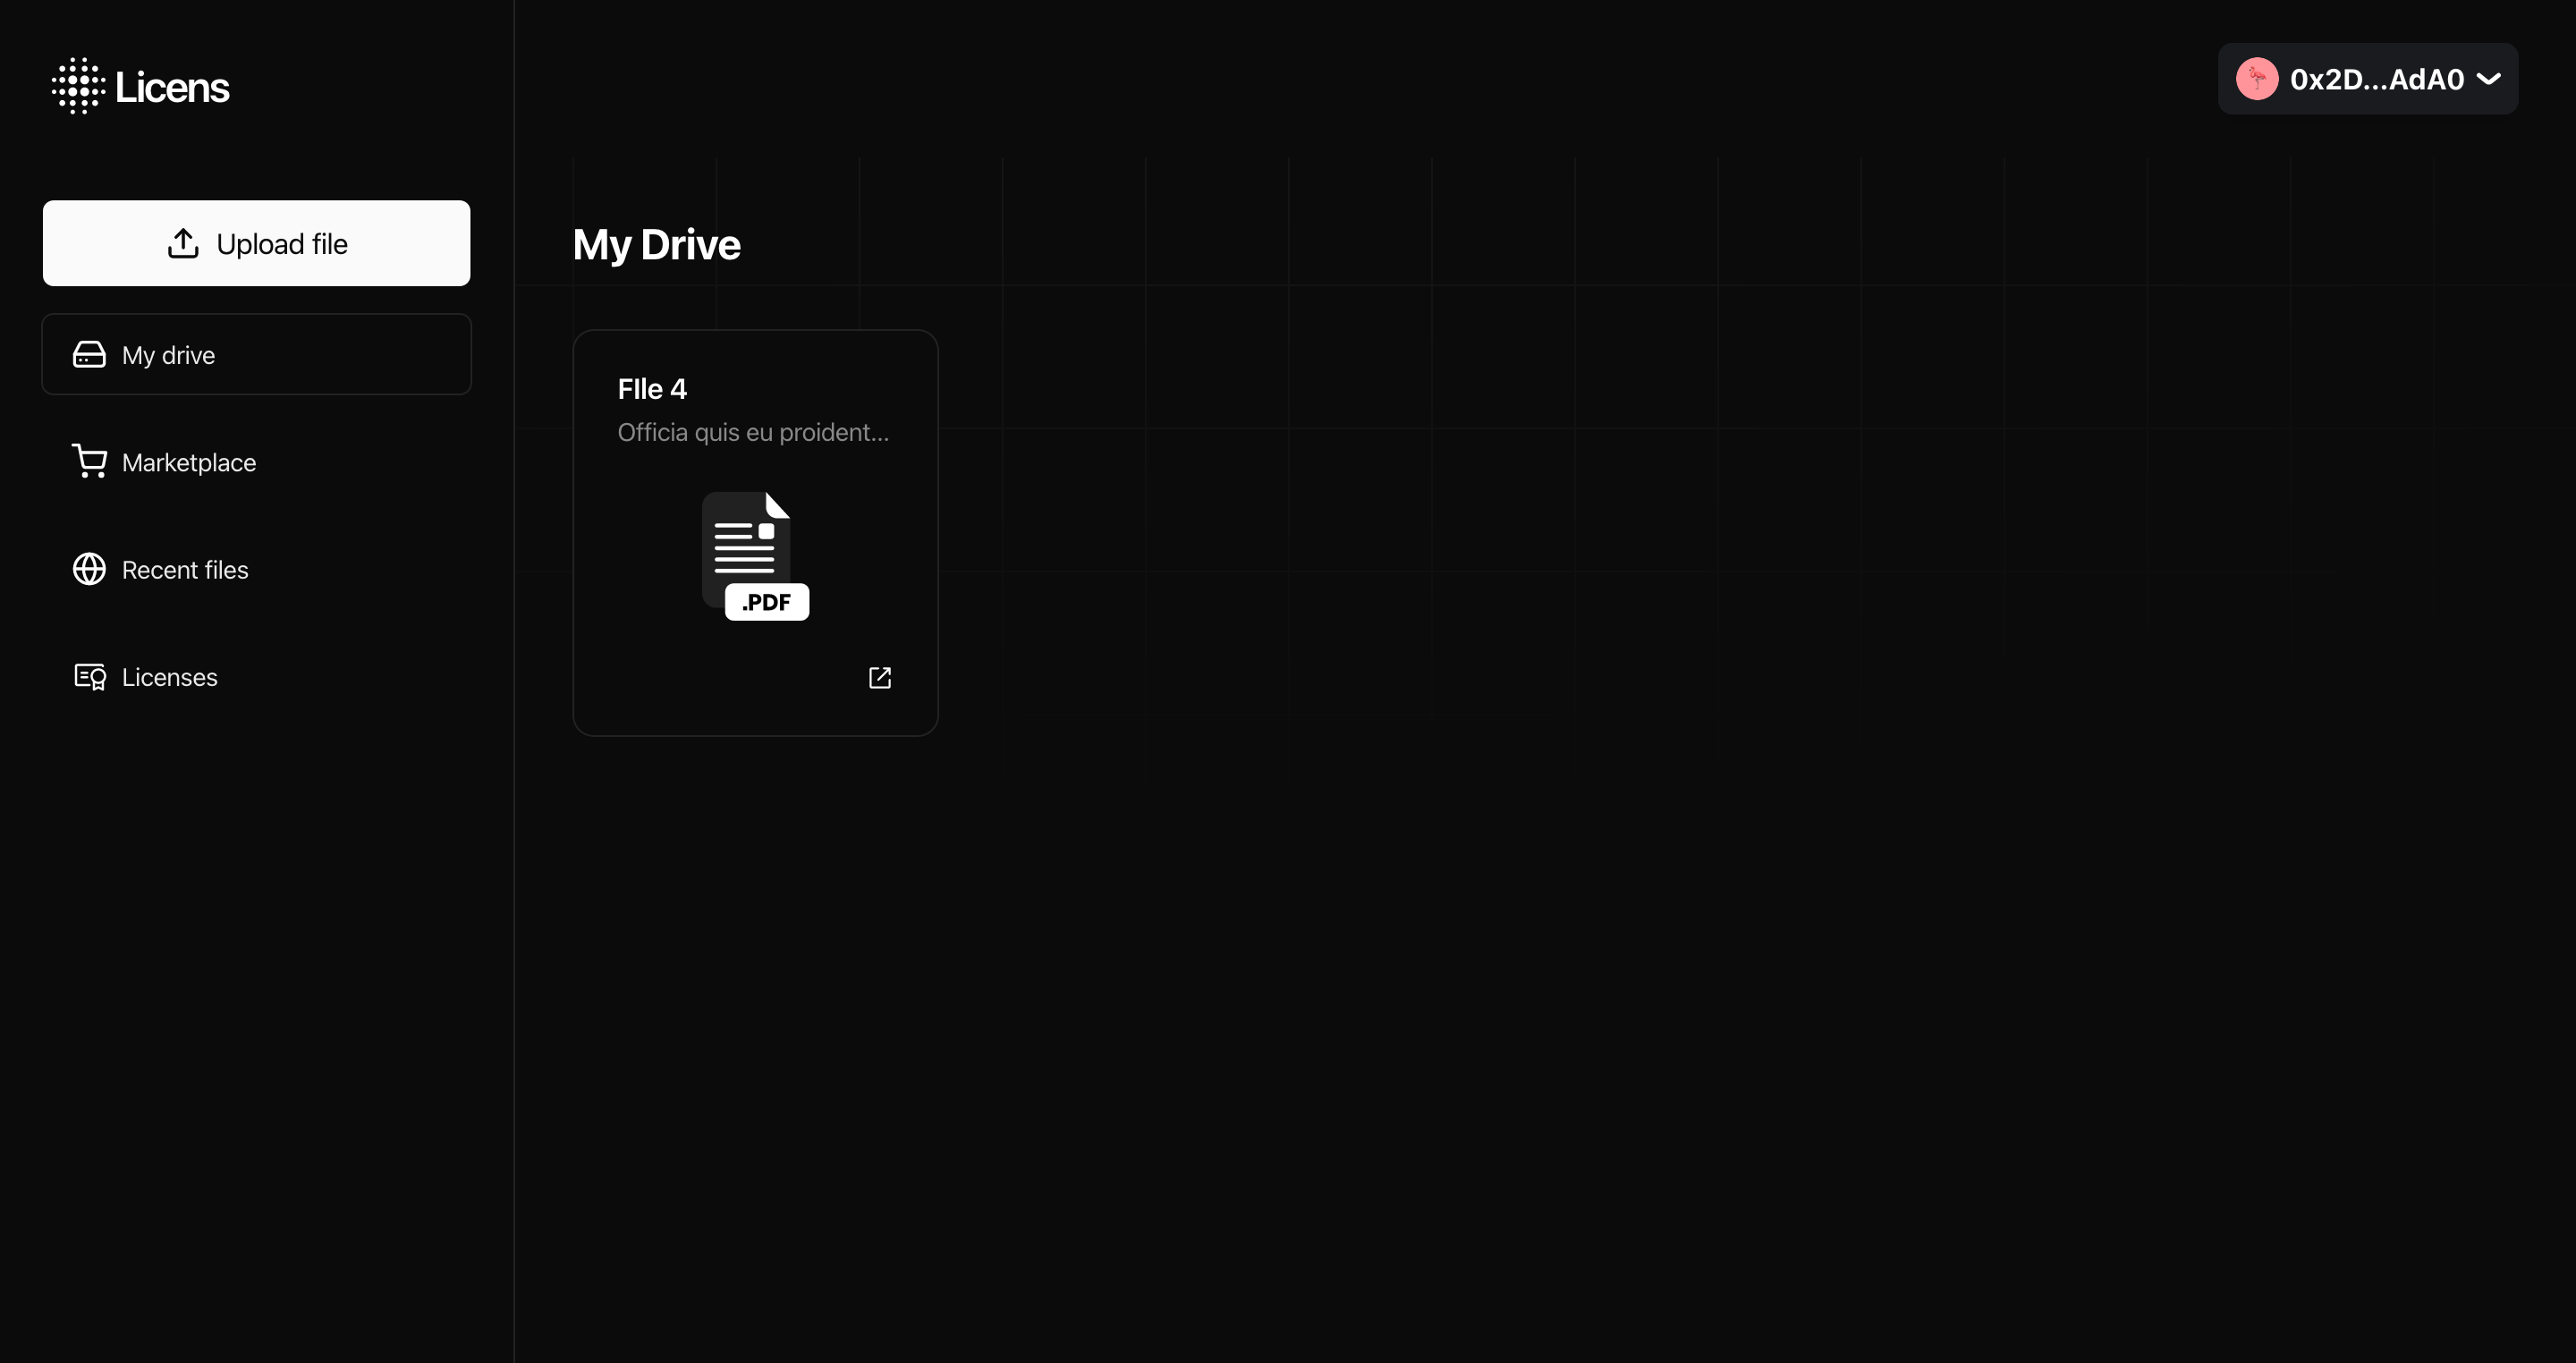 Licens
0x2D...AdA0
Upload file
My drive
Marketplace
Recent files
Licenses
My Drive
FIle 4
Officia quis eu proident...
.PDF